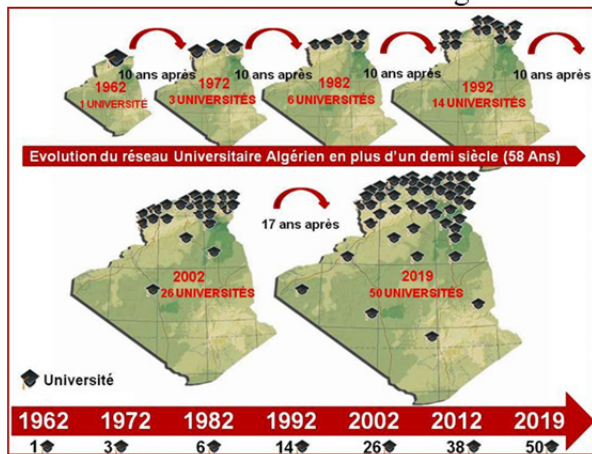 10 ans après
10 ans après
10 ans après
10 ans après
1962
1 UNIVERSITÉ
1972
3 UNIVERSITÉS
1982
6 UNIVERSITÉS
1992
14 UNIVERSITÉS
Evolution du réseau Universitaire Algérien en plus d'un demi siècle (58 Ans)
17 ans après
2002
26 UNIVERSITÉS
2019
50 UNIVERSITÉS
Université
1962 1972 1982 1992 2002 2012 2019
1 3 6 14 26 38 50